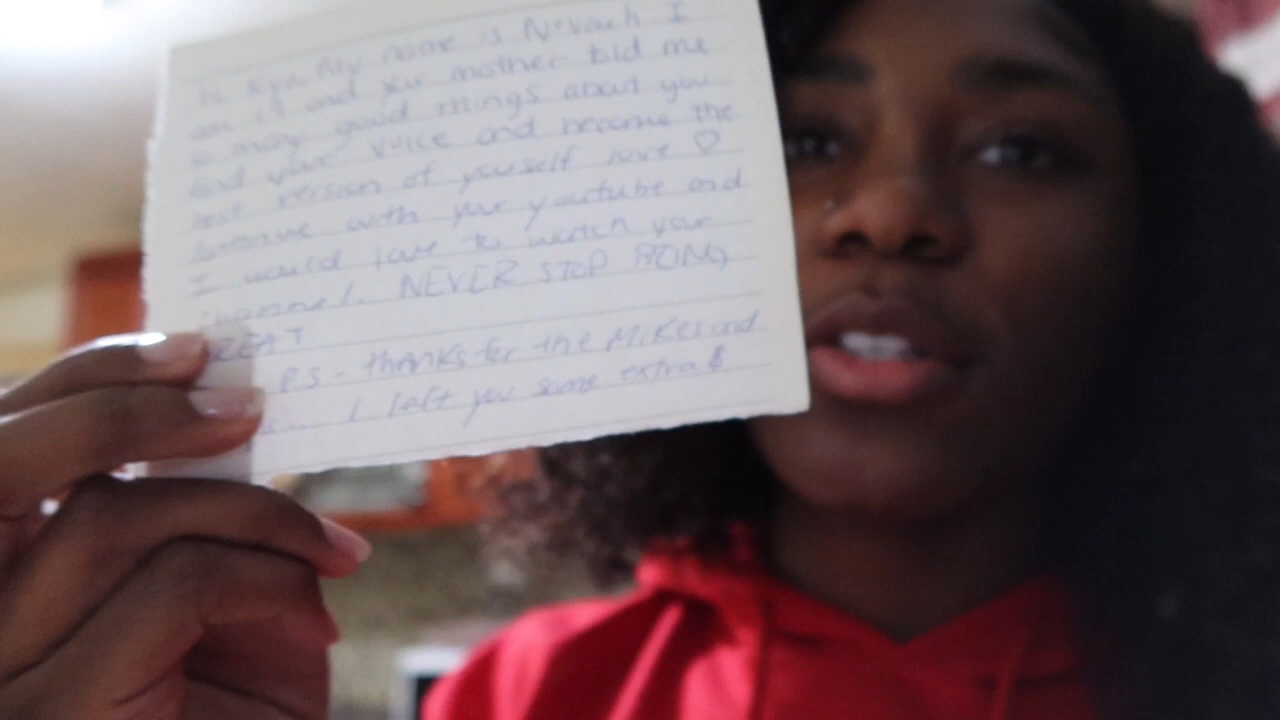 Hi Kya My name is Nevaeh I
am 19 and your mother told me
so many good things about you
find your voice and become the
best version of yourself love ♡
continue with your youtube and
I would love to watch your
channel. NEVER STOP BEING
GREAT
PS - thanks for the Mikes and
I left you some extra $